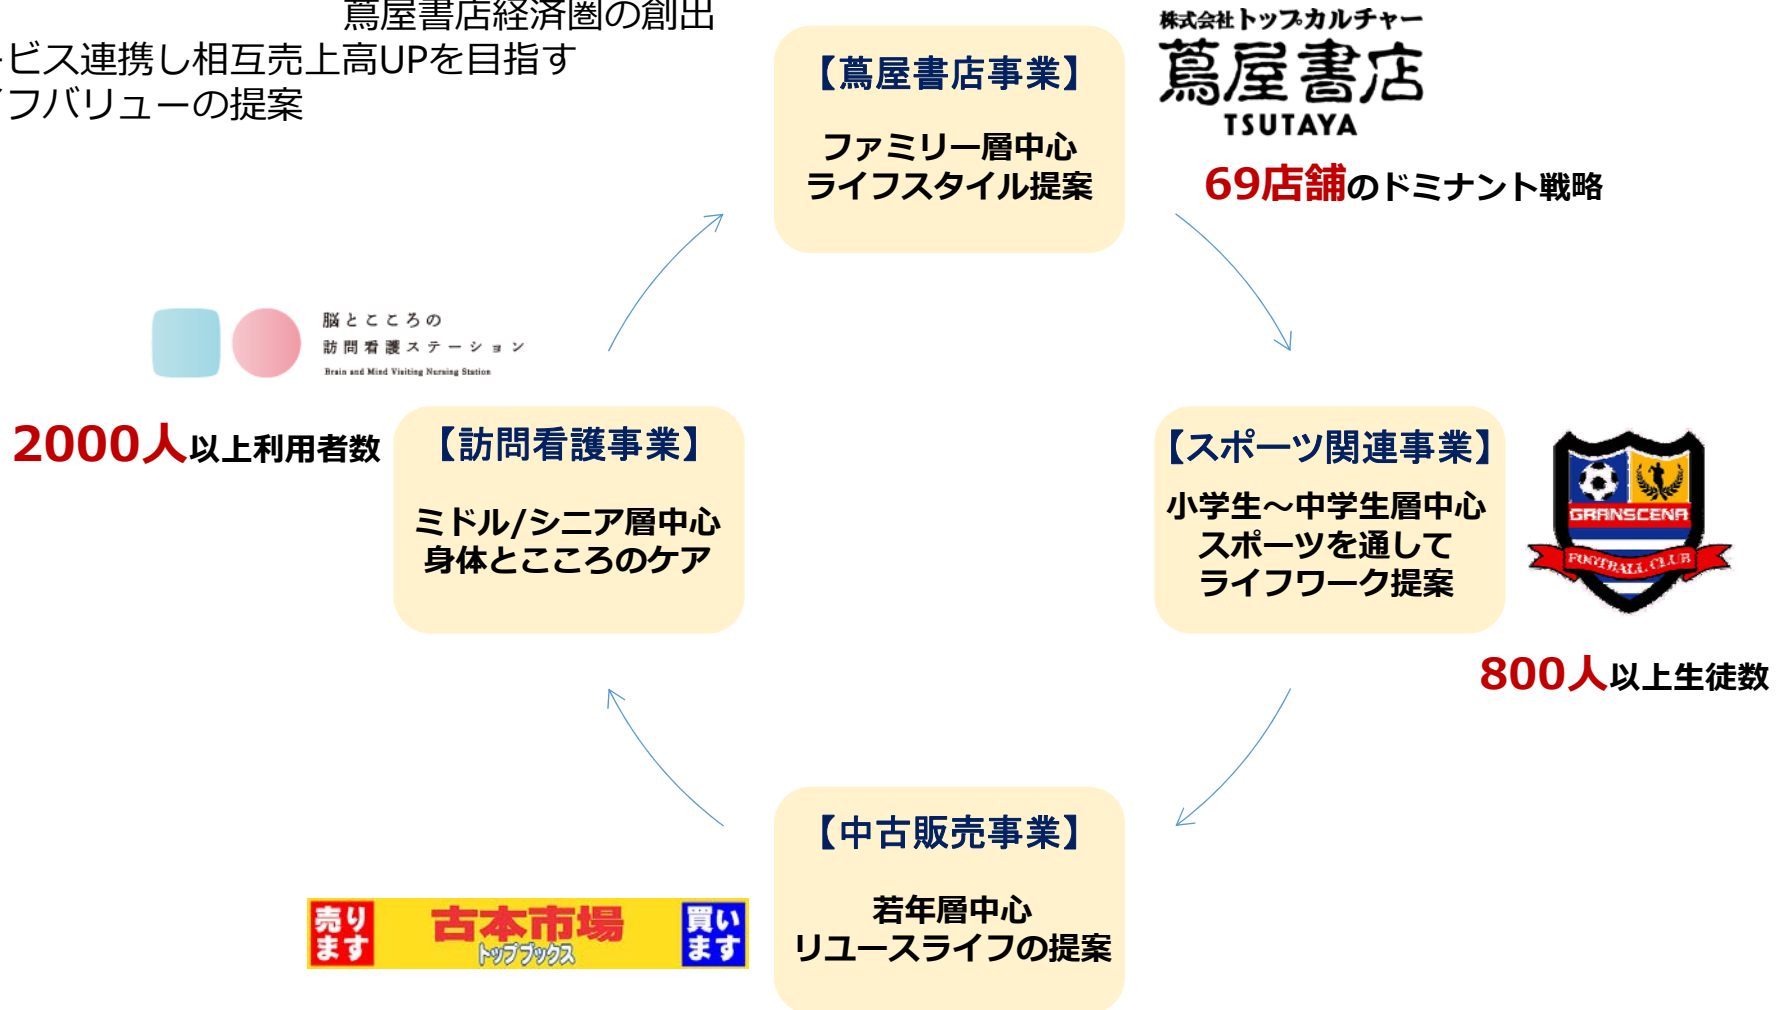 蔦屋書店経済圏の創出
ービス連携し相互売上高UPを目指す
イフバリューの提案
【蔦屋書店事業】
ファミリー層中心
ライフスタイル提案
株式会社トップカルチャー
蔦屋書店
TSUTAYA
69店舗のドミナント戦略
脳とこころの
訪問看護ステーション
Brain and Mind Visiting Nursing Station
2000人以上利用者数
【訪問看護事業】
ミドル/シニア層中心
身体とこころのケア
【スポーツ関連事業】
小学生～中学生層中心
スポーツを通して
ライフワーク提案
GRANSCENA
FOOTBALL CLUB
800人以上生徒数
【中古販売事業】
若年層中心
リユースライフの提案
売り
ます
古本市場
トップブックス
買い
ます